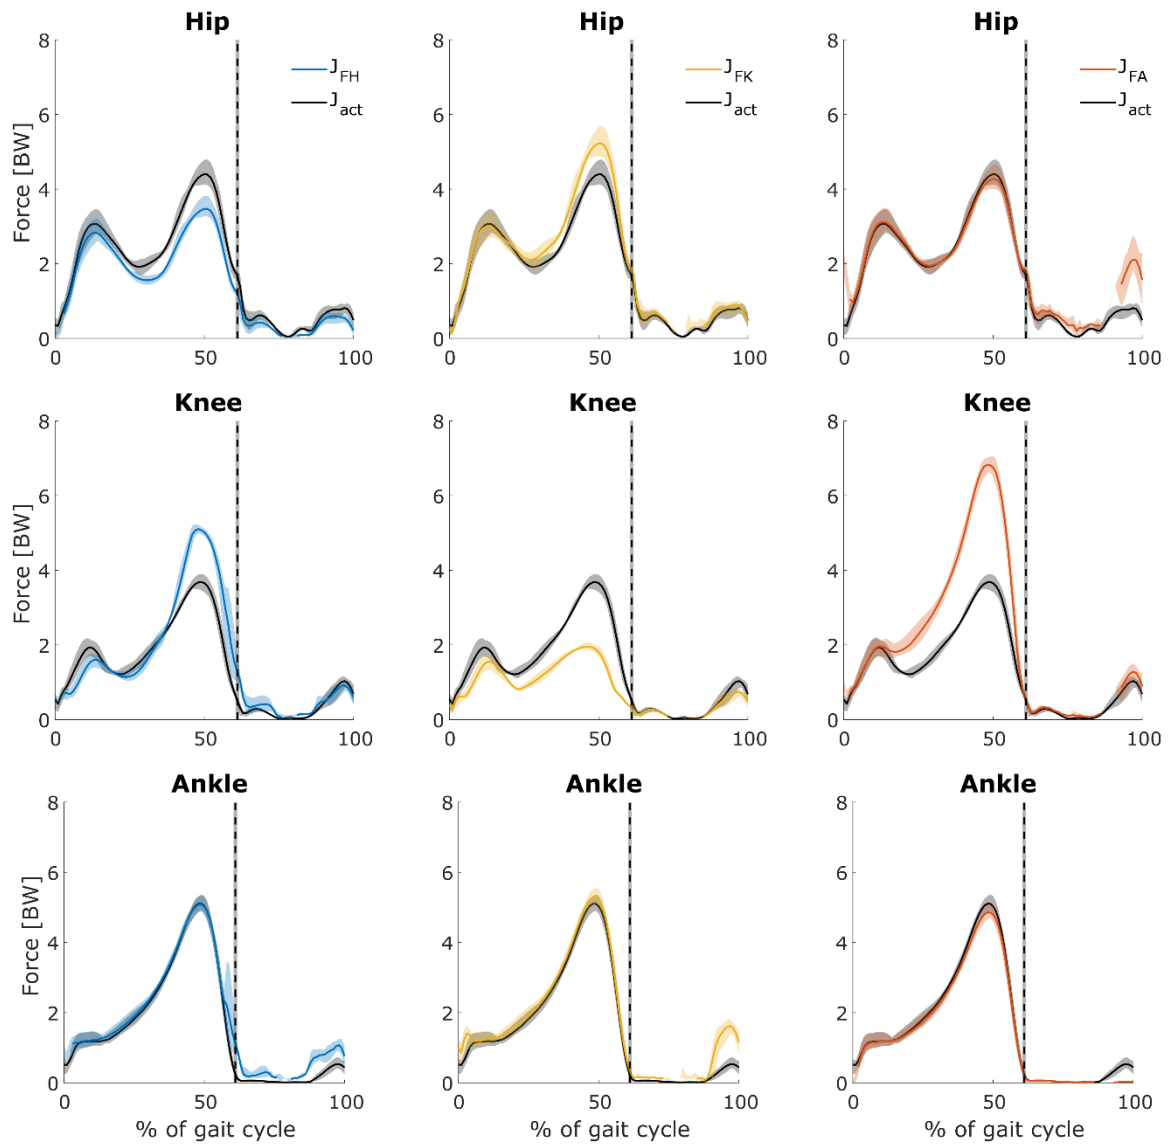 Hip Hip Hip
8 8 8
J_FH J_FK J_FA
J_act J_act J_act
6 6 6
Force [BW]
4 4 4
2 2 2
0 0 0
0 50 100 0 50 100 0 50 100
Knee Knee Knee
8 8 8
6 6 6
Force [BW]
4 4 4
2 2 2
0 0 0
0 50 100 0 50 100 0 50 100
Ankle Ankle Ankle
8 8 8
6 6 6
Force [BW]
4 4 4
2 2 2
0 0 0
0 50 100 0 50 100 0 50 100
% of gait cycle % of gait cycle % of gait cycle